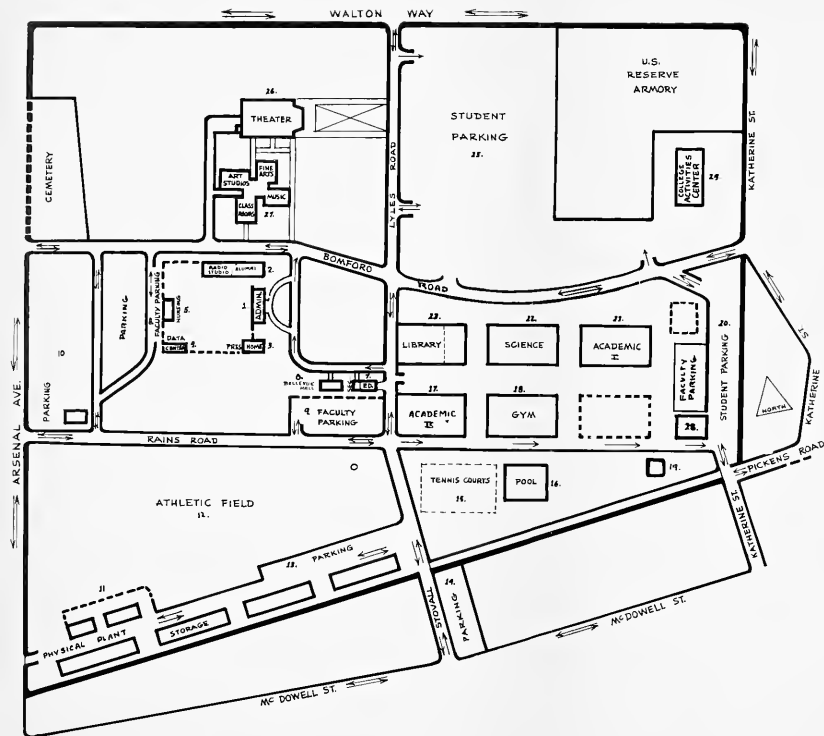 WALTON WAY
26.
THEATER
U.S.
RESERVE
ARMORY
STUDENT
PARKING
25.
CEMETERY
LYLES ROAD
KATHERINE ST.
COLLEGE
ACTIVITIES
CENTER
24
ART
STUDIOS
FINE
ARTS
MUSIC
CLASS
ROOMS
27.
BOMFORD
ROAD
RADIO
STUDIO
ALUMNI
2.
1.
ADMIN.
PARKING
FACULTY PARKING
NURSING
5.
DATA
CENTER
4.
PRES. HOME
3.
10
PARKING
ARSENAL AVE.
23.
LIBRARY
22.
SCIENCE
21.
ACADEMIC
I
20.
STUDENT PARKING
FACULTY
PARKING
KATHERINE ST.
NORTH
6.
BELLEVUE
HALL
7.
ED.
9.
FACULTY
PARKING
17.
ACADEMIC
II
18.
GYM
28.
RAINS ROAD
19.
PICKENS ROAD
ATHLETIC FIELD
12.
TENNIS COURTS
15.
POOL
16.
KATHERINE ST.
13.
PARKING
11
PHYSICAL PLANT
STORAGE
STOVALL
14.
PARKING
McDOWELL ST.
McDOWELL ST.